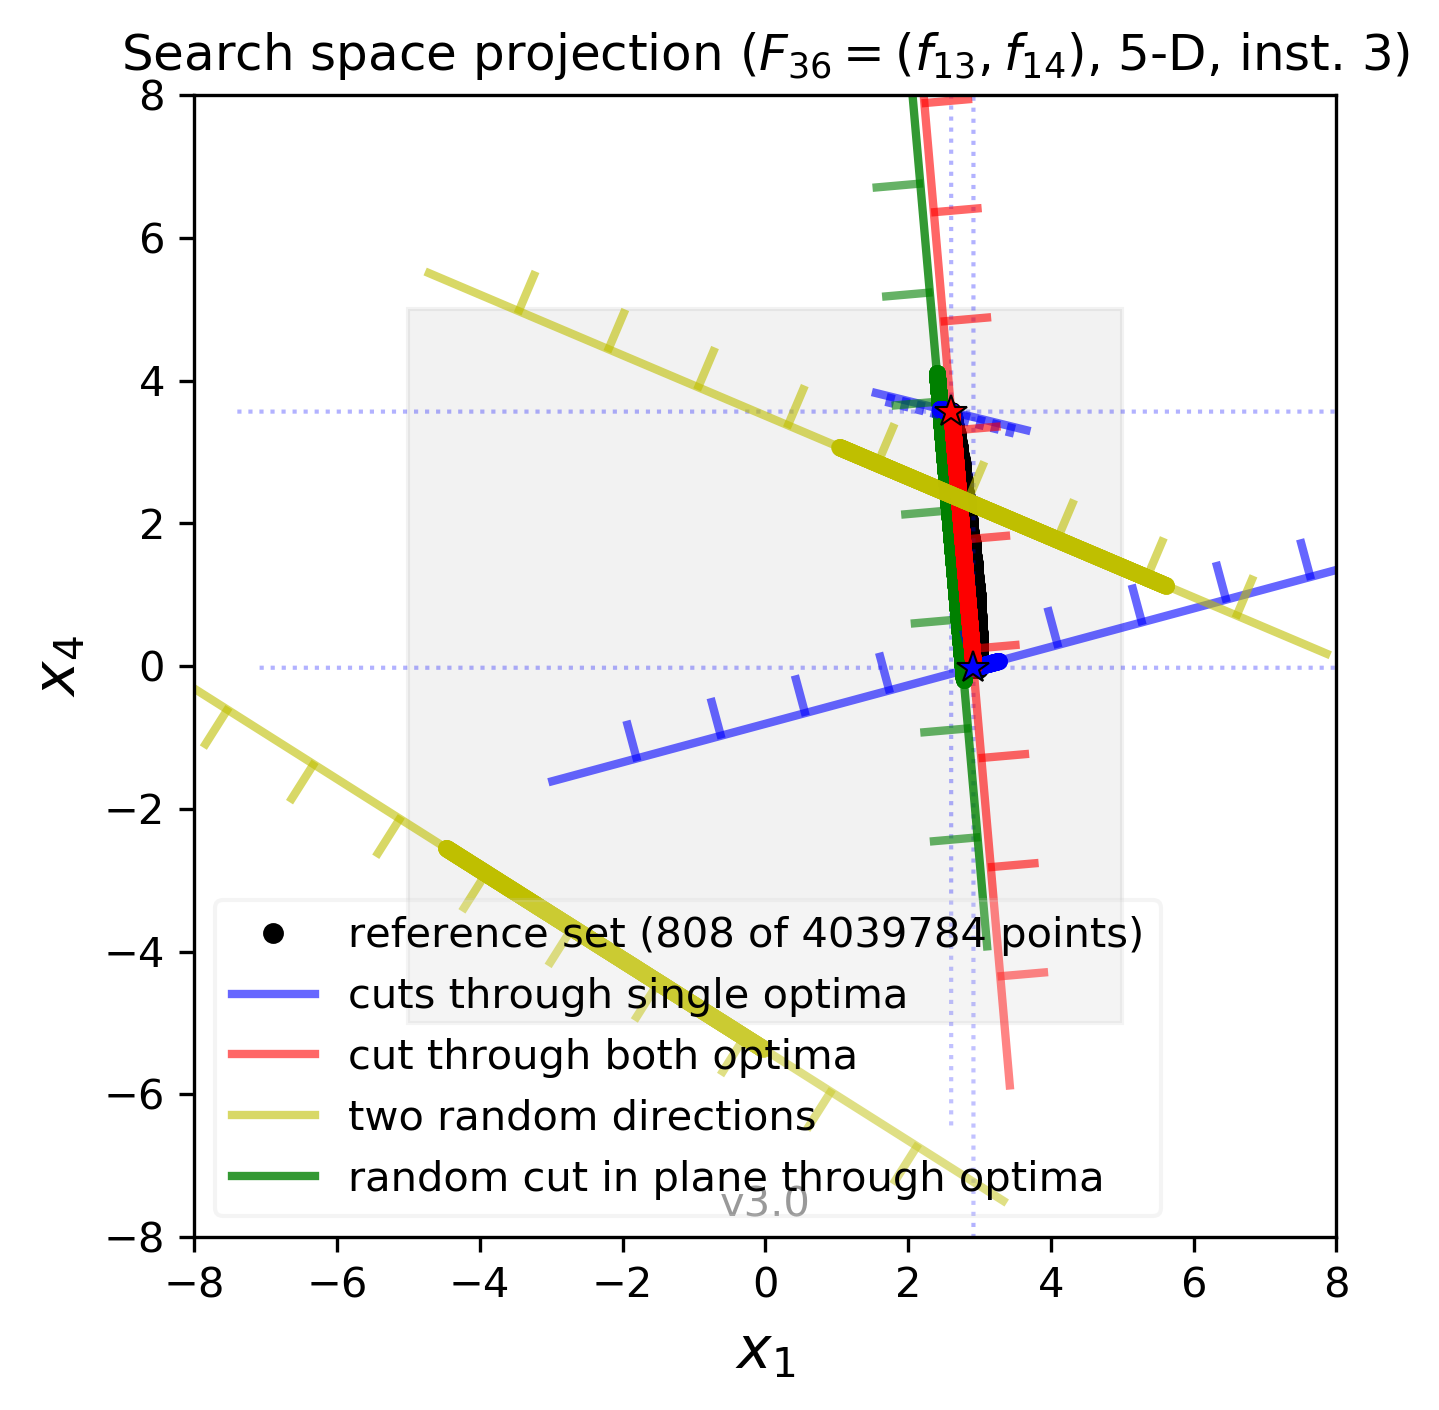 Search space projection (F₃₆ = (f₁₃, f₁₄), 5-D, inst. 3)
8
6
4
2
0
−2
−4
−6
−8
x₄
reference set (808 of 4039784 points)
cuts through single optima
cut through both optima
two random directions
random cut in plane through optima
v3.0
−8 −6 −4 −2 0 2 4 6 8
x₁